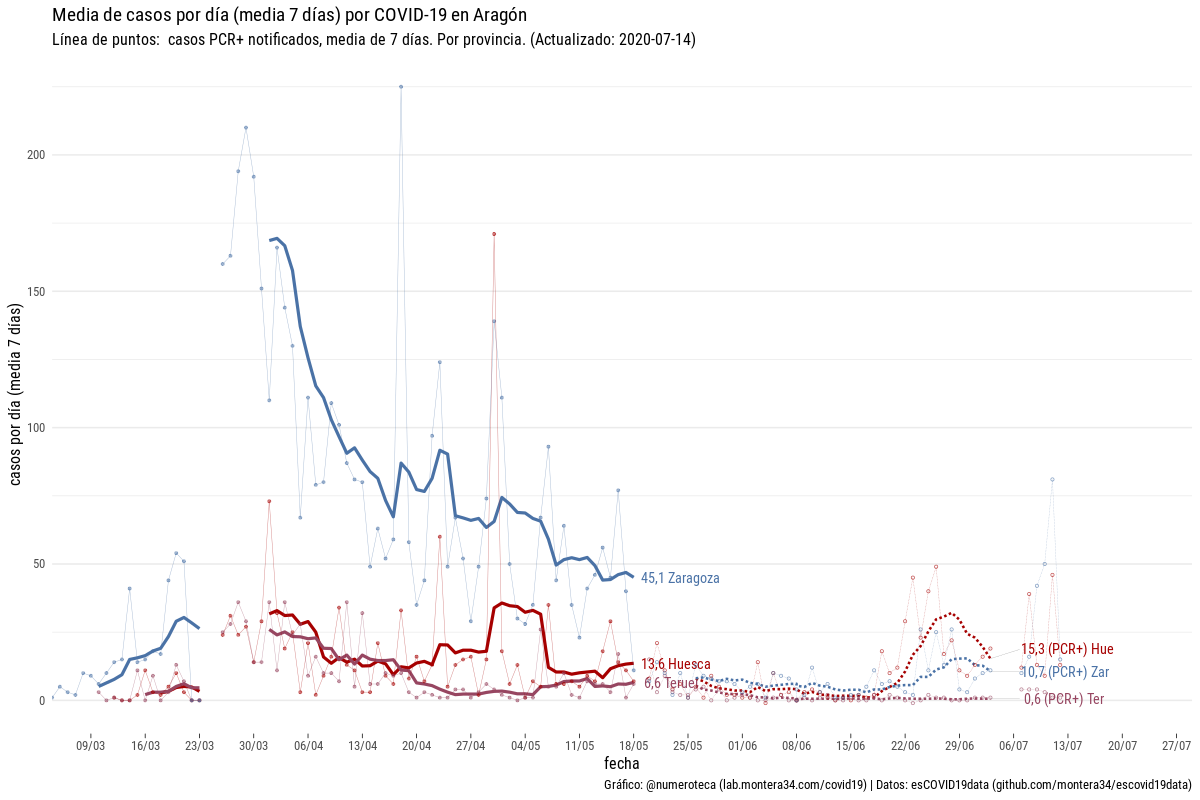 Media de casos por día (media 7 días) por COVID-19 en Aragón
Línea de puntos:  casos PCR+ notificados, media de 7 días. Por provincia. (Actualizado: 2020-07-14)
casos por día (media 7 días)
200
150
100
50
0
45,1 Zaragoza
13,6 Huesca
6,6 Teruel
15,3 (PCR+) Hue
10,7 (PCR+) Zar
0,6 (PCR+) Ter
09/03 16/03 23/03 30/03 06/04 13/04 20/04 27/04 04/05 11/05 18/05 25/05 01/06 08/06 15/06 22/06 29/06 06/07 13/07 20/07 27/07
fecha
Gráfico: @numeroteca (lab.montera34.com/covid19) | Datos: esCOVID19data (github.com/montera34/escovid19data)